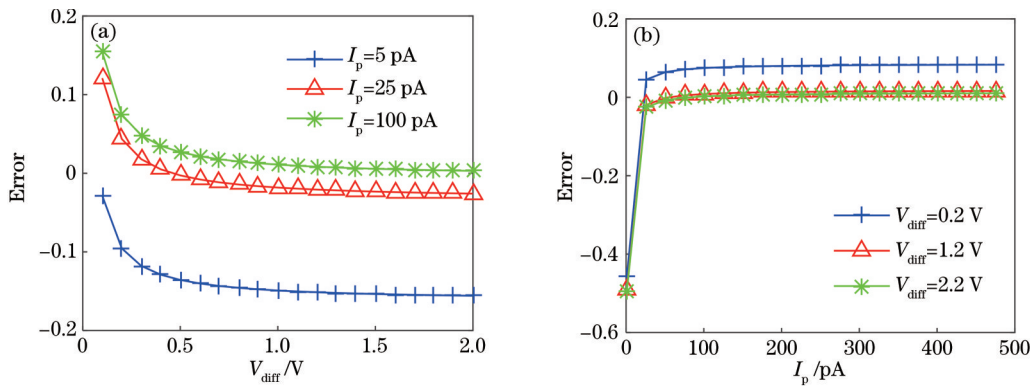 (a)
I_p=5 pA
I_p=25 pA
I_p=100 pA
0.2
0.1
0
−0.1
−0.2
Error
0
0.5
1.0
1.5
2.0
V_diff /V
(b)
0.2
0
−0.2
−0.4
−0.6
Error
V_diff=0.2 V
V_diff=1.2 V
V_diff=2.2 V
0
100
200
300
400
500
I_p /pA